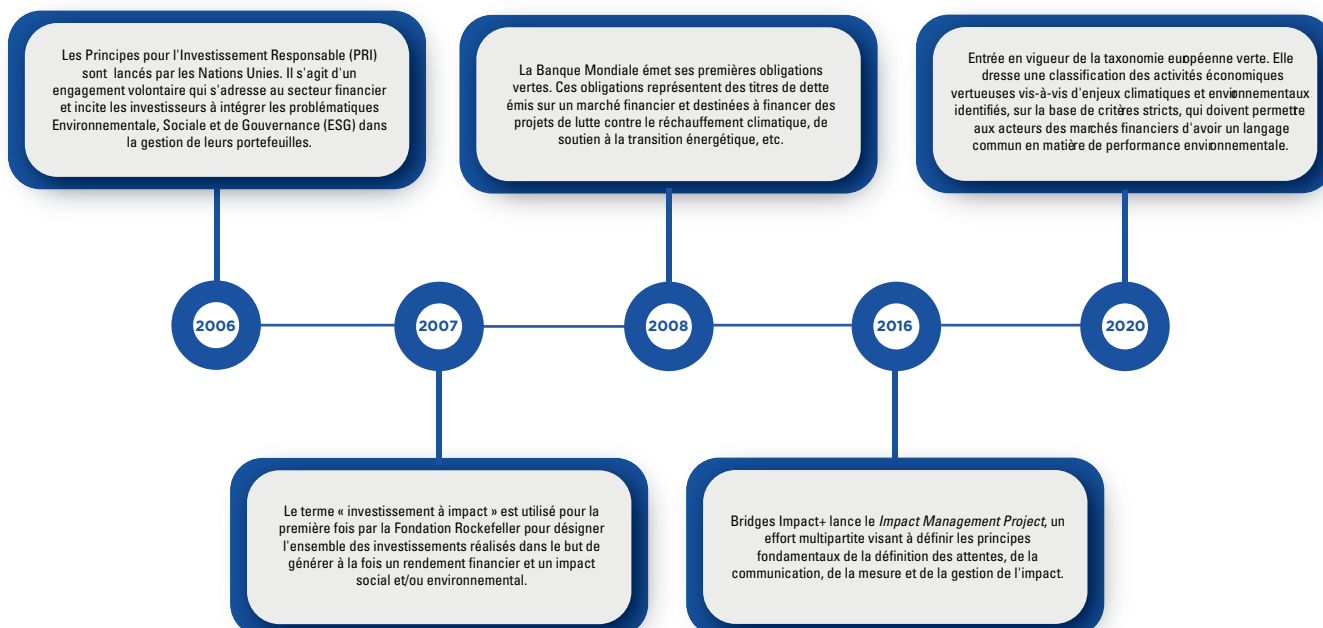 Les Principes pour l'Investissement Responsable (PRI)
sont lancés par les Nations Unies. Il s'agit d'un
engagement volontaire qui s'adresse au secteur financier
et incite les investisseurs à intégrer les problématiques
Environnementale, Sociale et de Gouvernance (ESG) dans
la gestion de leurs portefeuilles.
La Banque Mondiale émet ses premières obligations
vertes. Ces obligations représentent des titres de dette
émis sur un marché financier et destinées à financer des
projets de lutte contre le réchauffement climatique, de
soutien à la transition énergétique, etc.
Entrée en vigueur de la taxonomie européenne verte. Elle
dresse une classification des activités économiques
vertueuses vis-à-vis d'enjeux climatiques et environnementaux
identifiés, sur la base de critères stricts, qui doivent permettre
aux acteurs des marchés financiers d'avoir un langage
commun en matière de performance environnementale.
2006
2007
2008
2016
2020
Le terme « investissement à impact » est utilisé pour la
première fois par la Fondation Rockefeller pour désigner
l'ensemble des investissements réalisés dans le but de
générer à la fois un rendement financier et un impact
social et/ou environnemental.
Bridges Impact+ lance le Impact Management Project, un
effort multipartite visant à définir les principes
fondamentaux de la définition des attentes, de la
communication, de la mesure et de la gestion de l'impact.